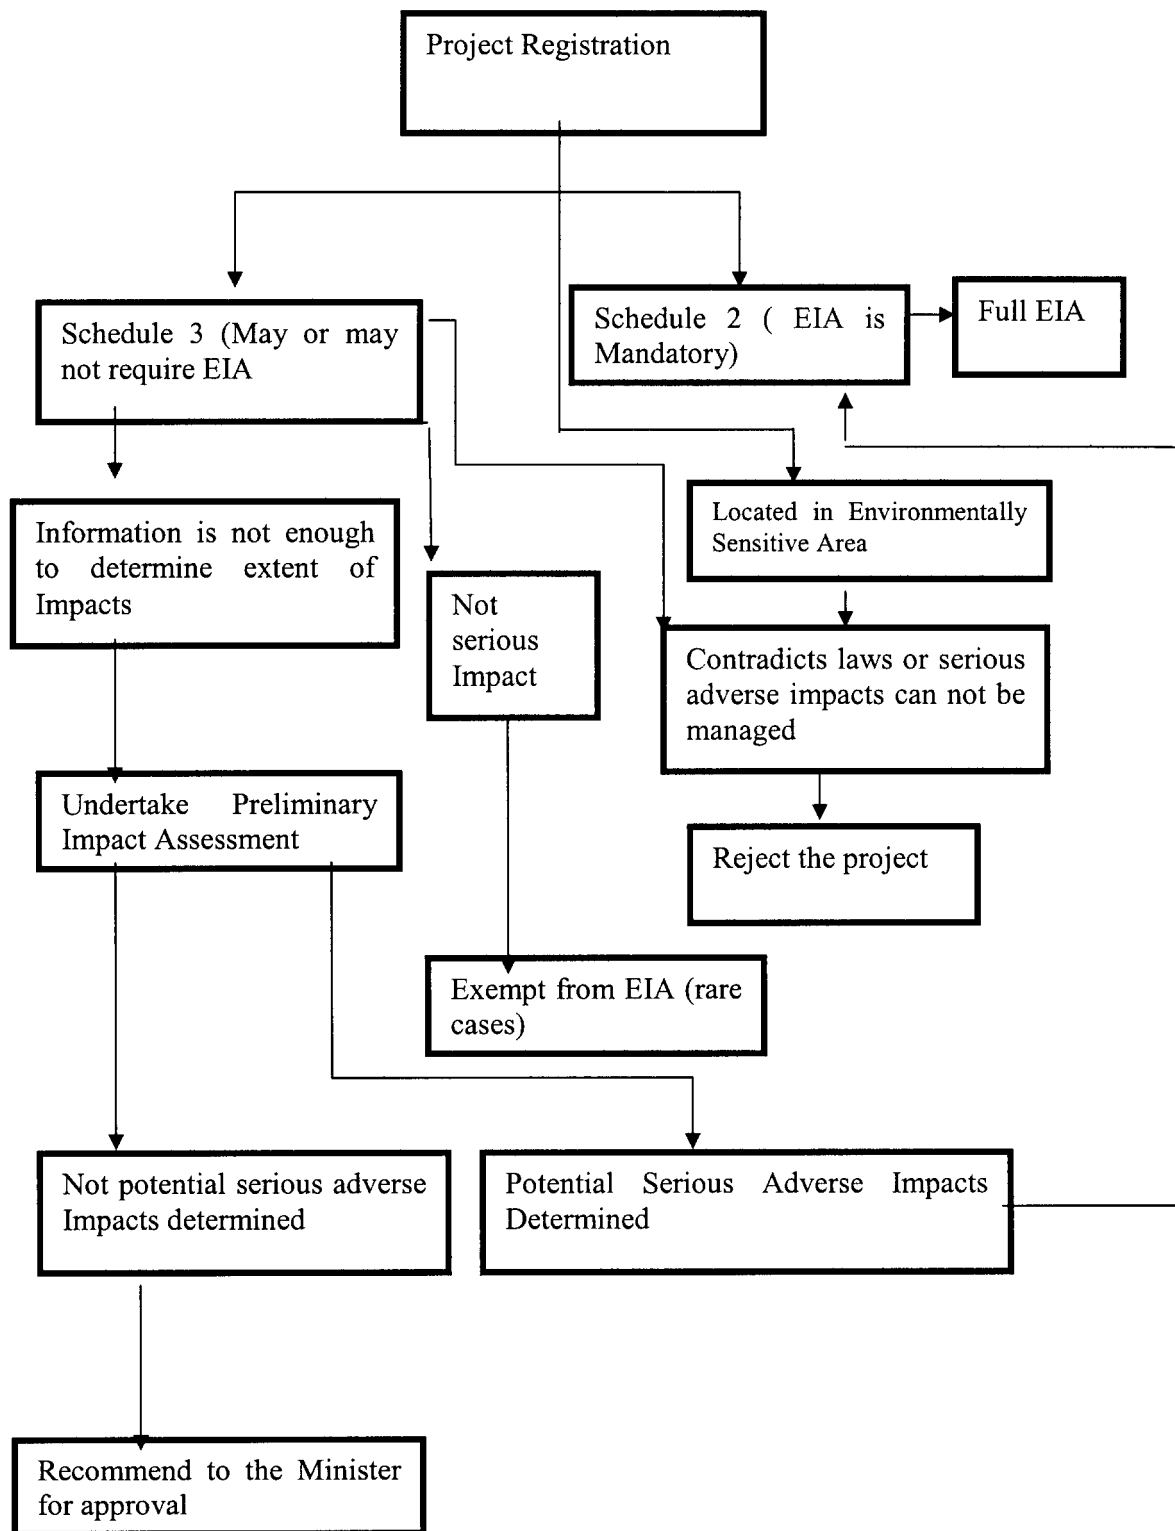 Project Registration
Schedule 3 (May or may
not require EIA
Schedule 2 ( EIA is
Mandatory)
Full EIA
Information is not enough
to determine extent of
Impacts
Not
serious
Impact
Located in Environmentally
Sensitive Area
Contradicts laws or serious
adverse impacts can not be
managed
Undertake Preliminary
Impact Assessment
Reject the project
Exempt from EIA (rare
cases)
Not potential serious adverse
Impacts determined
Potential Serious Adverse Impacts
Determined
Recommend to the Minister
for approval